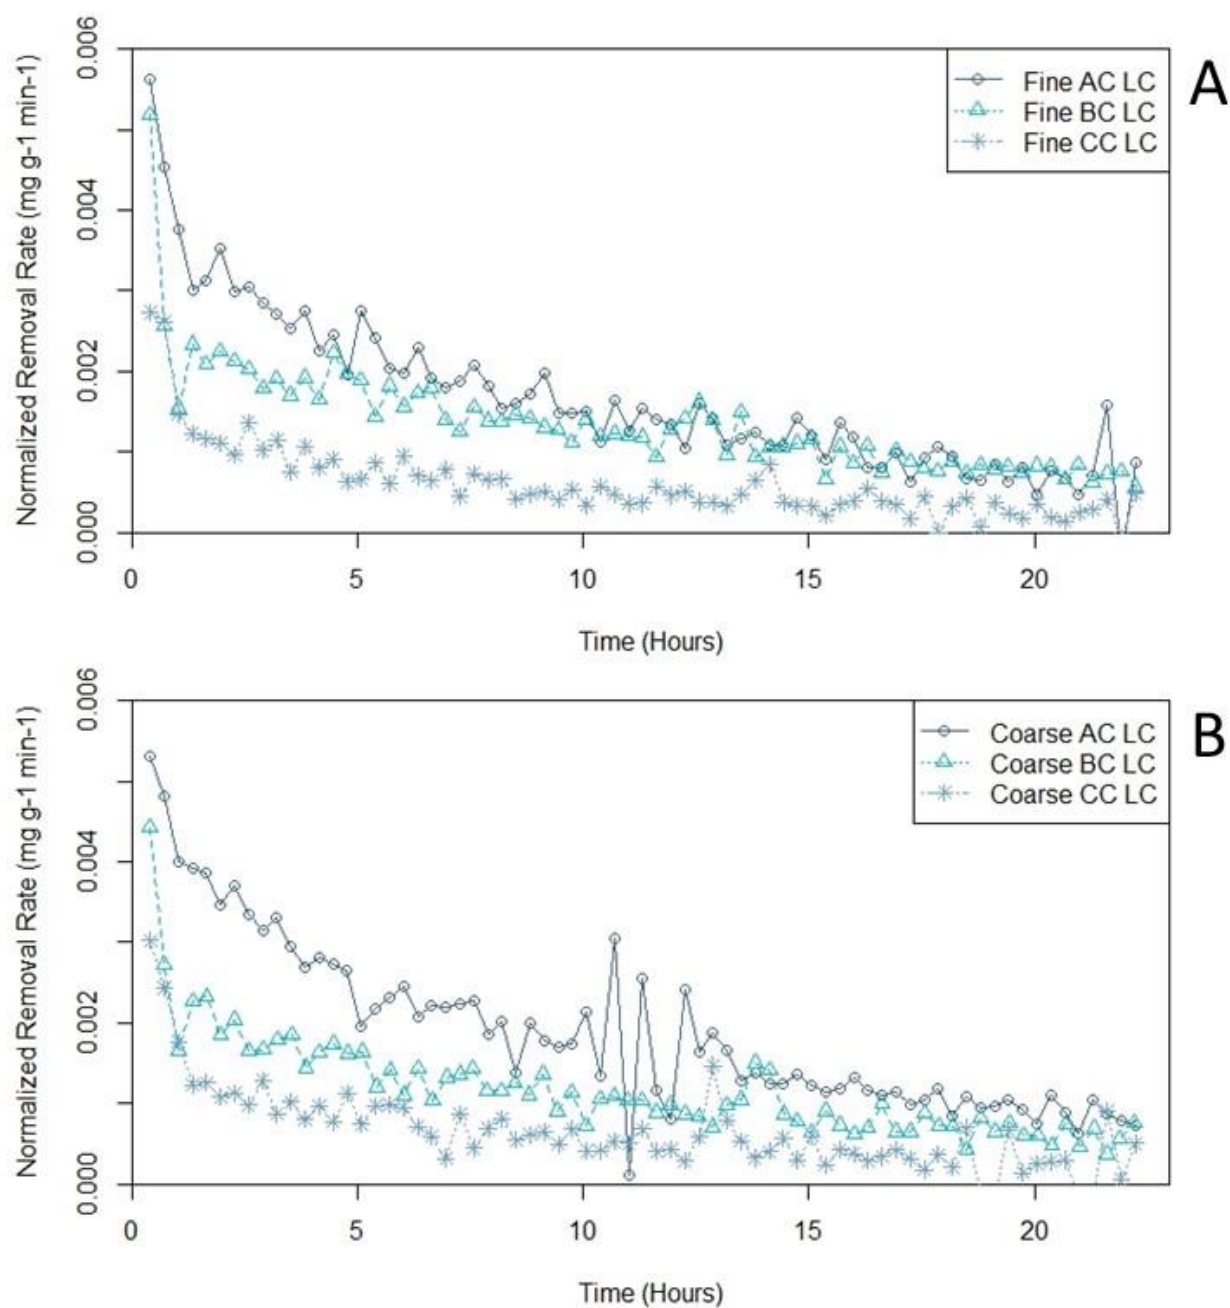 A
Normalized Removal Rate (mg g-1 min-1)
0.006
0.004
0.002
0.000
Fine AC LC
Fine BC LC
Fine CC LC
0 5 10 15 20
Time (Hours)
B
Normalized Removal Rate (mg g-1 min-1)
0.006
0.004
0.002
0.000
Coarse AC LC
Coarse BC LC
Coarse CC LC
0 5 10 15 20
Time (Hours)